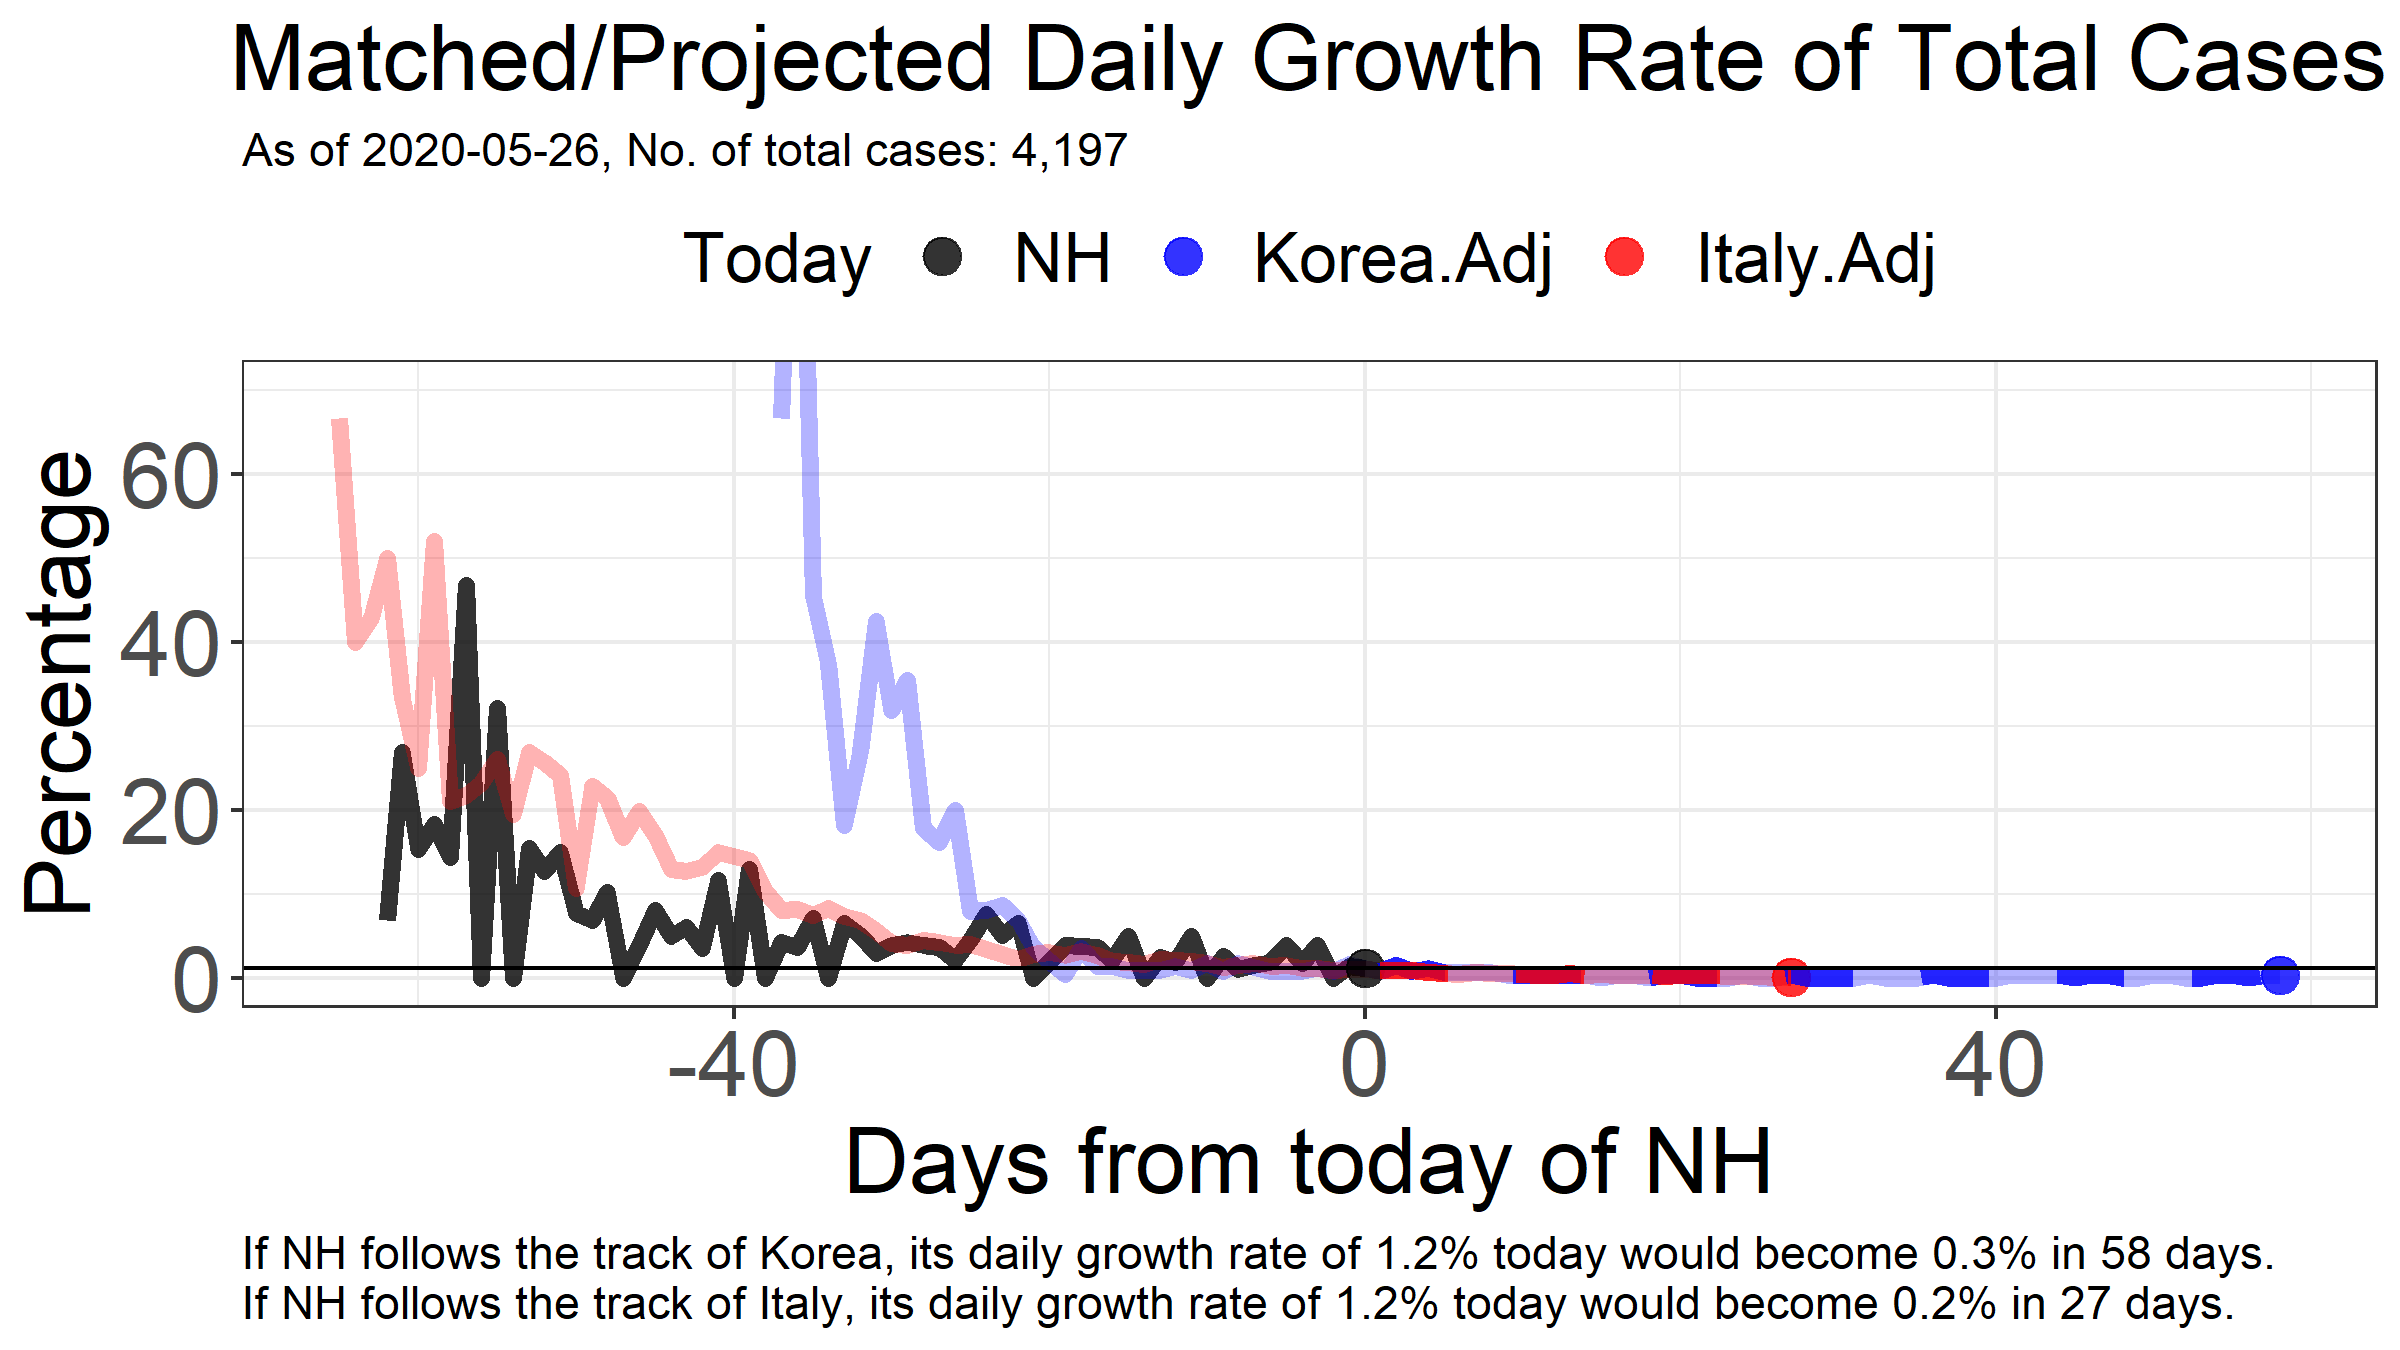 Matched/Projected Daily Growth Rate of Total Cases
As of 2020-05-26, No. of total cases: 4,197
Today NH Korea.Adj Italy.Adj
Percentage
60
40
20
0
-40 0 40
Days from today of NH
If NH follows the track of Korea, its daily growth rate of 1.2% today would become 0.3% in 58 days.
If NH follows the track of Italy, its daily growth rate of 1.2% today would become 0.2% in 27 days.